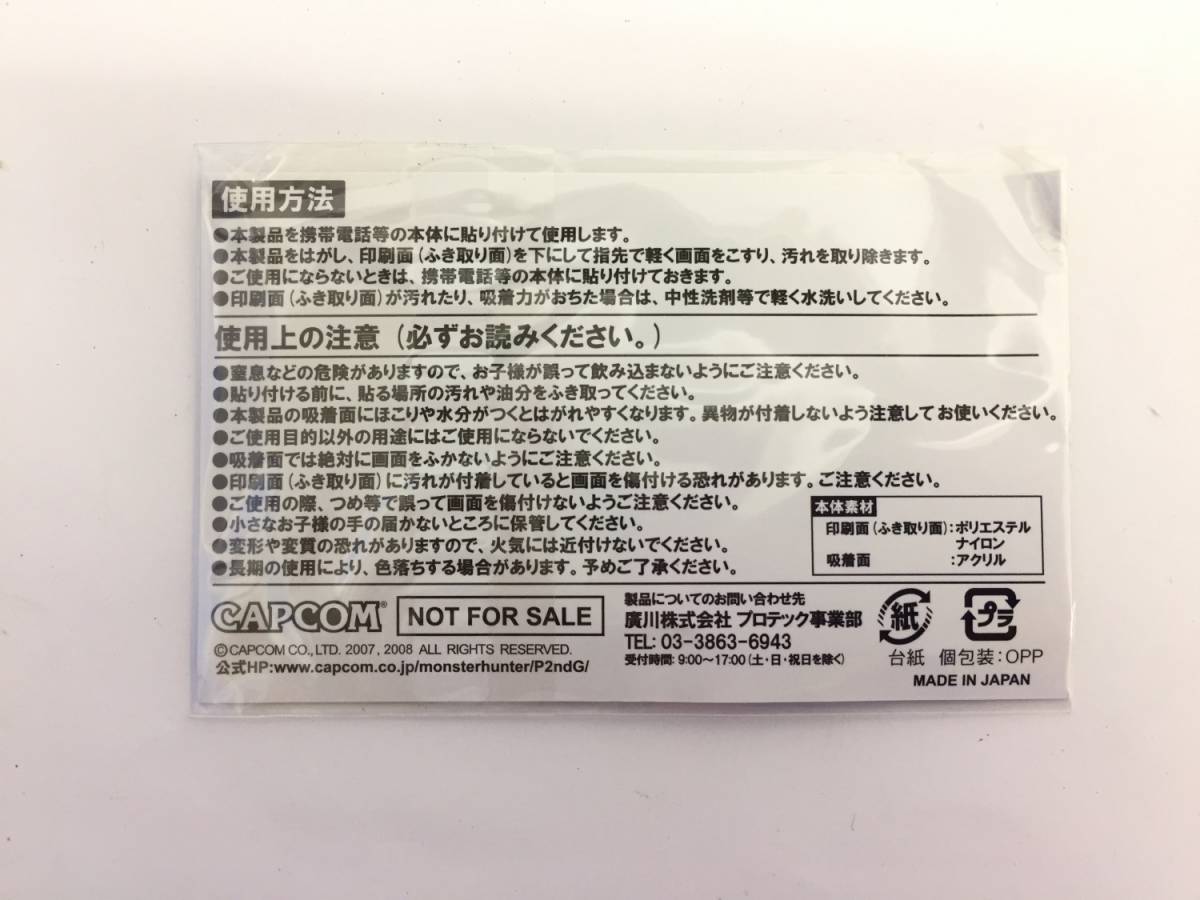 使用方法
●本製品を携帯電話等の本体に貼り付けて使用します。
●本製品をはがし、印刷面(ふき取り面)を下にして指先で軽く画面をこすり、汚れを取り除きます。
●ご使用にならないときは、携帯電話等の本体に貼り付けておきます。
●印刷面(ふき取り面)が汚れたり、吸着力がおちた場合は、中性洗剤等で軽く水洗いしてください。
使用上の注意(必ずお読みください。)
●窒息などの危険がありますので、お子様が誤って飲み込まないようにご注意ください。
●貼り付ける前に、貼る場所の汚れや油分をふき取ってください。
●本製品の吸着面にほこりや水分がつくとはがれやすくなります。異物が付着しないよう注意してお使いください。
●ご使用目的以外の用途にはご使用にならないでください。
●吸着面では絶対に画面をふかないようにご注意ください。
●印刷面(ふき取り面)に汚れが付着していると画面を傷付ける恐れがあります。ご注意ください。
●ご使用の際、つめ等で誤って画面を傷付けないようご注意ください。
●小さなお子様の手の届かないところに保管してください。
●変形や変質の恐れがありますので、火気には近付けないでください。
●長期の使用により、色落ちする場合があります。予めご了承ください。
本体素材
印刷面(ふき取り面):ポリエステル
ナイロン
吸着面 :アクリル
CAPCOM® NOT FOR SALE
©CAPCOM CO., LTD. 2007, 2008 ALL RIGHTS RESERVED.
公式HP:www.capcom.co.jp/monsterhunter/P2ndG/
製品についてのお問い合わせ先
廣川株式会社 プロテック事業部
TEL: 03-3863-6943
受付時間: 9:00〜17:00(土・日・祝日を除く)
紙 プラ
台紙 個包装:OPP
MADE IN JAPAN